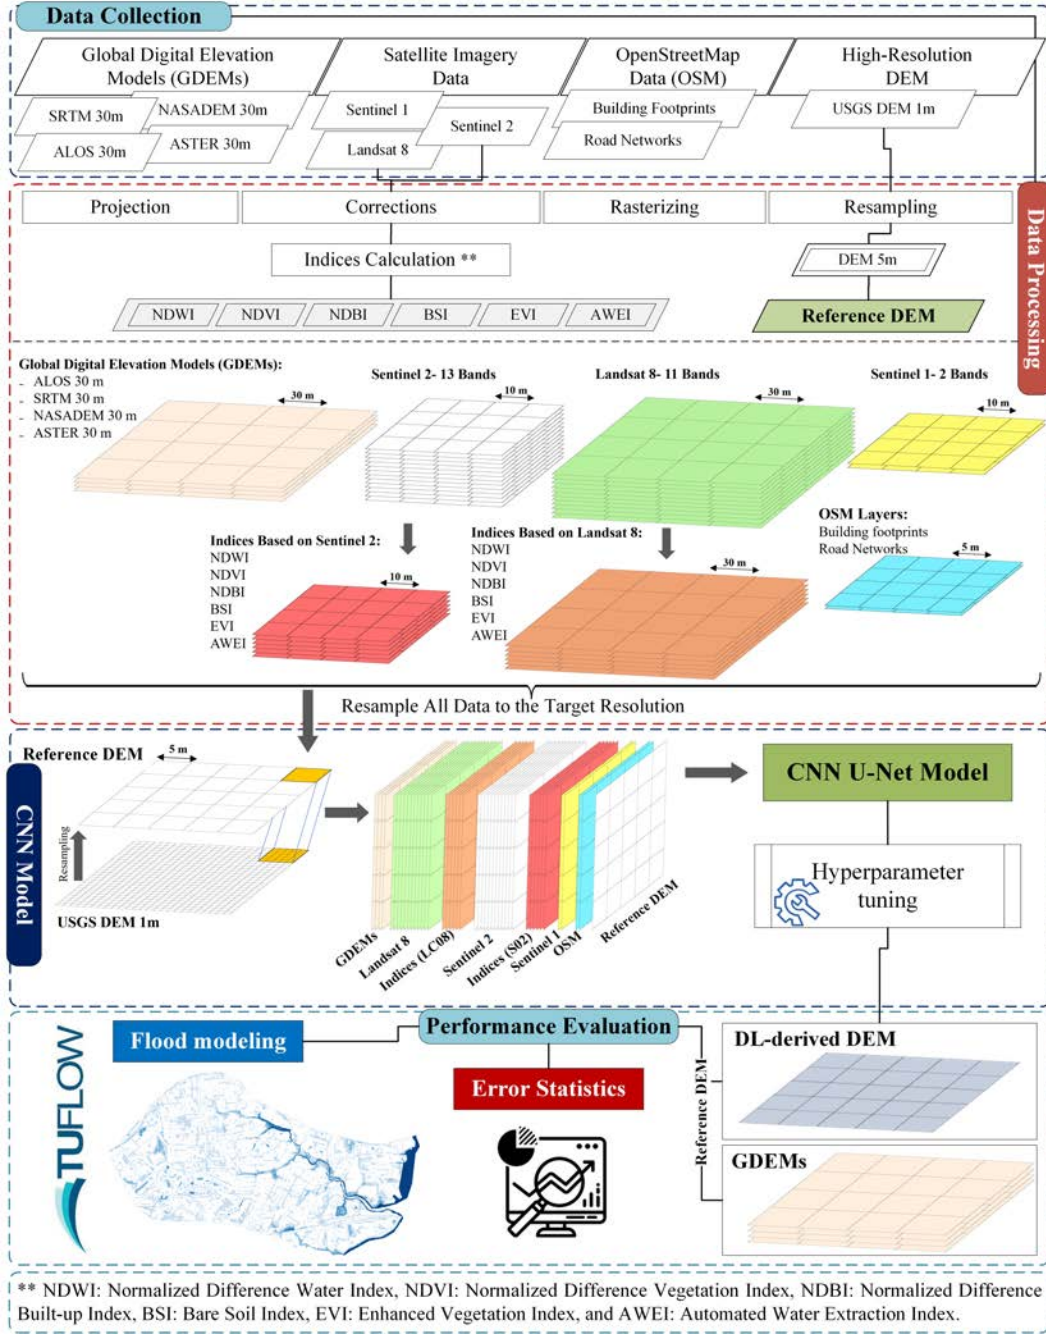 Data Collection
Global Digital Elevation
Models (GDEMs)
Satellite Imagery
Data
OpenStreetMap
Data (OSM)
High-Resolution
DEM
SRTM 30m
NASADEM 30m
ALOS 30m
ASTER 30m
Sentinel 1
Sentinel 2
Landsat 8
Building Footprints
Road Networks
USGS DEM 1m
Data Processing
Projection
Corrections
Rasterizing
Resampling
Indices Calculation **
DEM 5m
NDWI
NDVI
NDBI
BSI
EVI
AWEI
Reference DEM
Global Digital Elevation Models (GDEMs):
- ALOS 30 m
- SRTM 30 m
- NASADEM 30 m
- ASTER 30 m
30 m
Sentinel 2- 13 Bands
10 m
Landsat 8- 11 Bands
30 m
Sentinel 1- 2 Bands
10 m
Indices Based on Sentinel 2:
NDWI
NDVI
NDBI
BSI
EVI
AWEI
10 m
Indices Based on Landsat 8:
NDWI
NDVI
NDBI
BSI
EVI
AWEI
30 m
OSM Layers:
Building footprints
Road Networks
5 m
Resample All Data to the Target Resolution
CNN Model
Reference DEM
5 m
Resampling
USGS DEM 1m
GDEMs
Landsat 8
Indices (LC08)
Sentinel 2
Indices (S02)
Sentinel 1
OSM
Reference DEM
CNN U-Net Model
Hyperparameter
tuning
Performance Evaluation
Flood modeling
Error Statistics
TUFLOW
Reference DEM
DL-derived DEM
GDEMs
** NDWI: Normalized Difference Water Index, NDVI: Normalized Difference Vegetation Index, NDBI: Normalized Difference
Built-up Index, BSI: Bare Soil Index, EVI: Enhanced Vegetation Index, and AWEI: Automated Water Extraction Index.